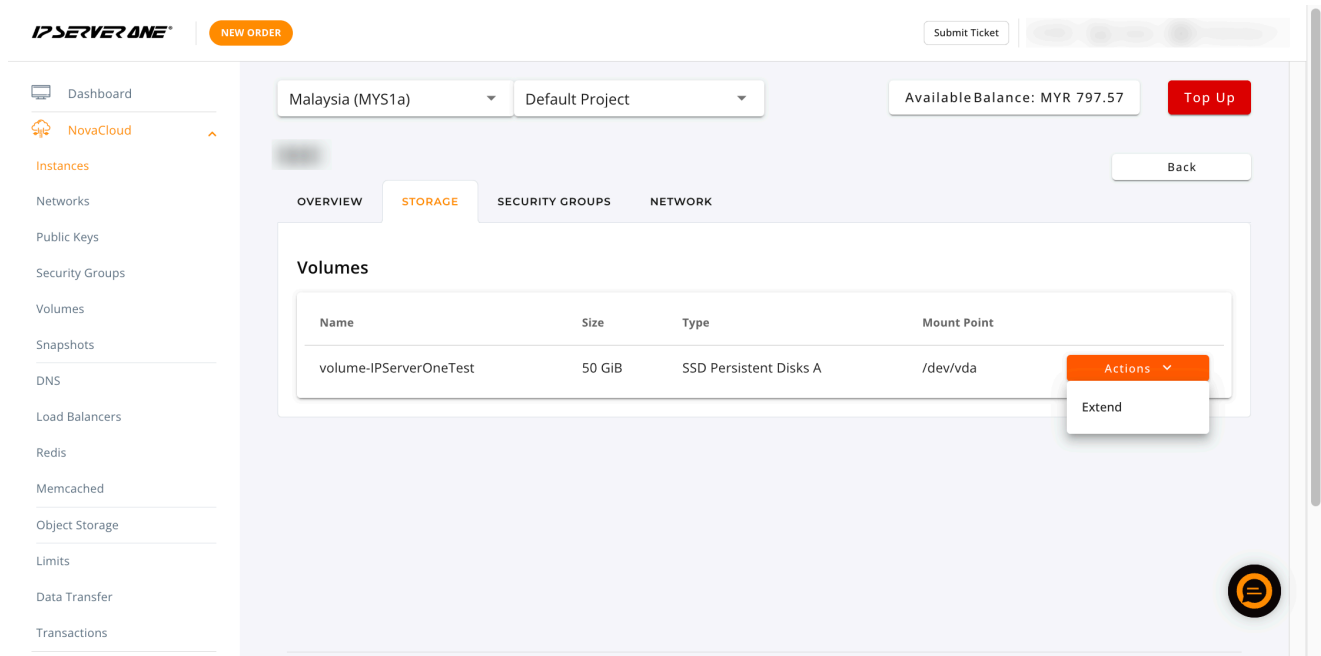 IP SERVER ONE®
NEW ORDER
Submit Ticket
Dashboard
NovaCloud
Instances
Networks
Public Keys
Security Groups
Volumes
Snapshots
DNS
Load Balancers
Redis
Memcached
Object Storage
Limits
Data Transfer
Transactions
Malaysia (MYS1a)
Default Project
Available Balance: MYR 797.57
Top Up
Back
OVERVIEW STORAGE SECURITY GROUPS NETWORK
Volumes
Name Size Type Mount Point
volume-IPServerOneTest 50 GiB SSD Persistent Disks A /dev/vda Actions
Extend